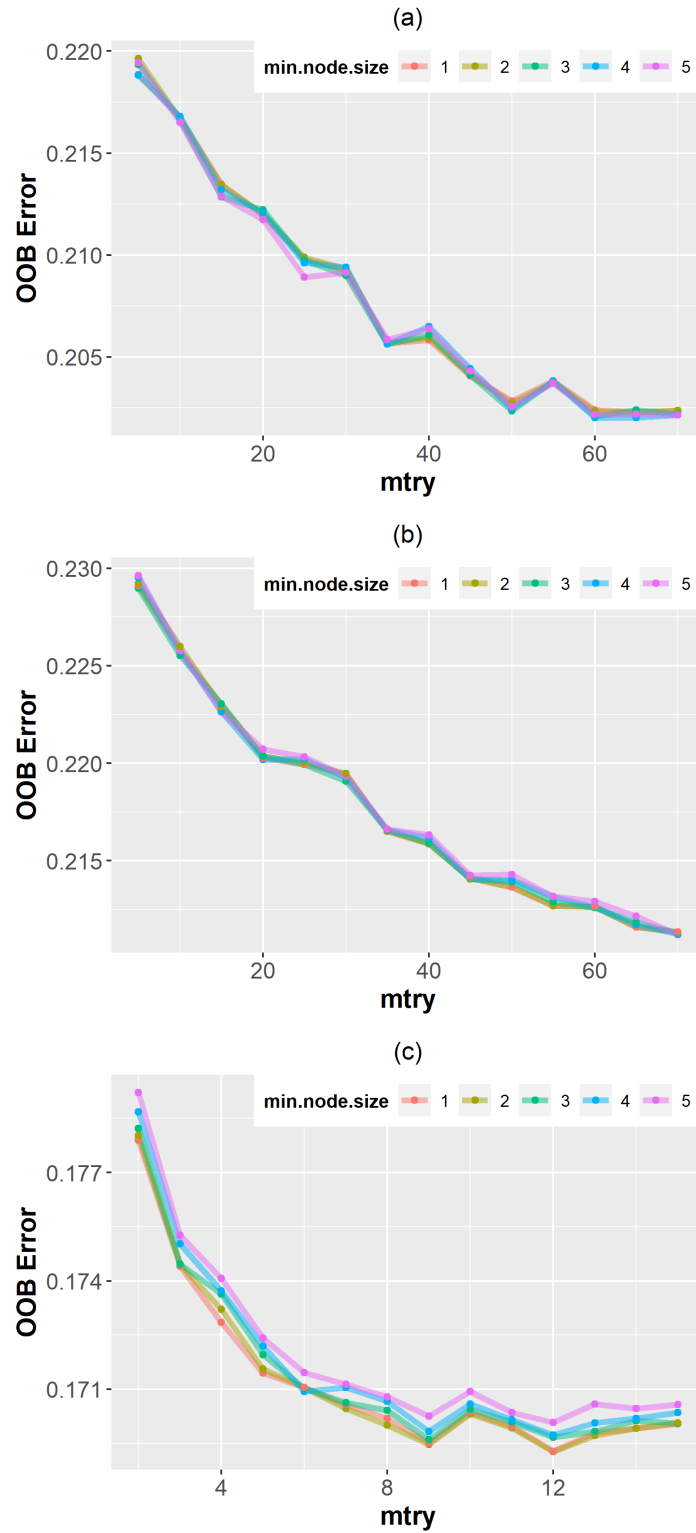 (a)
min.node.size 1 2 3 4 5
0.220
0.215
0.210
0.205
OOB Error
20 40 60
mtry
(b)
min.node.size 1 2 3 4 5
0.230
0.225
0.220
0.215
OOB Error
20 40 60
mtry
(c)
min.node.size 1 2 3 4 5
0.177
0.174
0.171
OOB Error
4 8 12
mtry